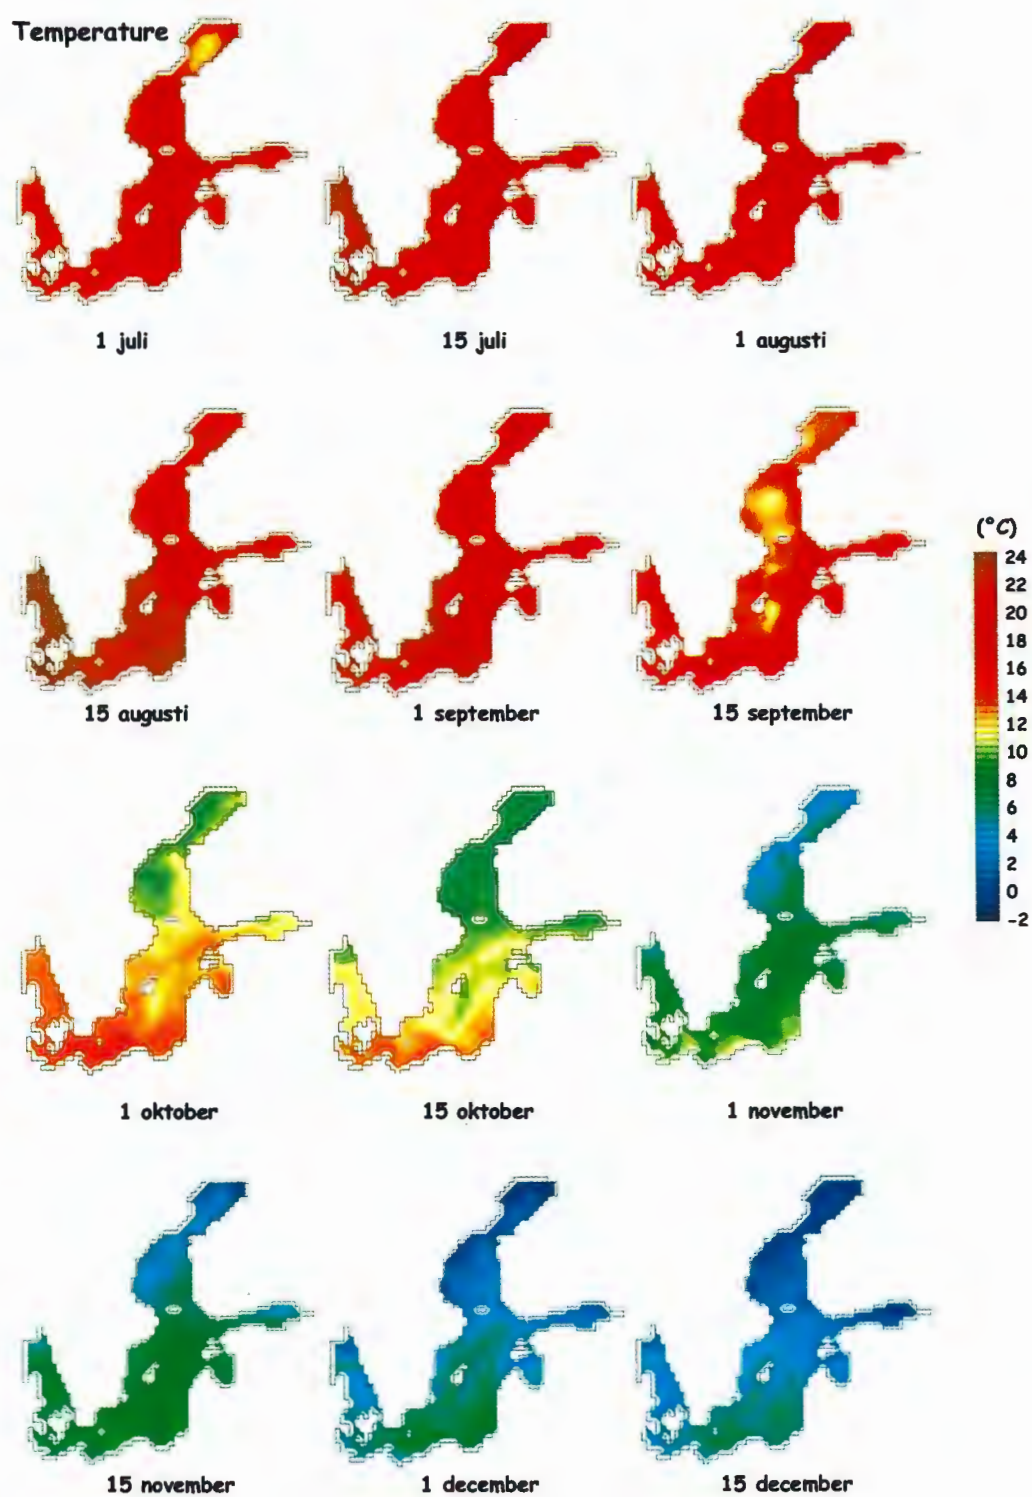 Temperature
1 juli
15 juli
1 augusti
15 augusti
1 september
15 september
(°C)
24
22
20
18
16
14
12
10
8
6
4
2
0
-2
1 oktober
15 oktober
1 november
15 november
1 december
15 december